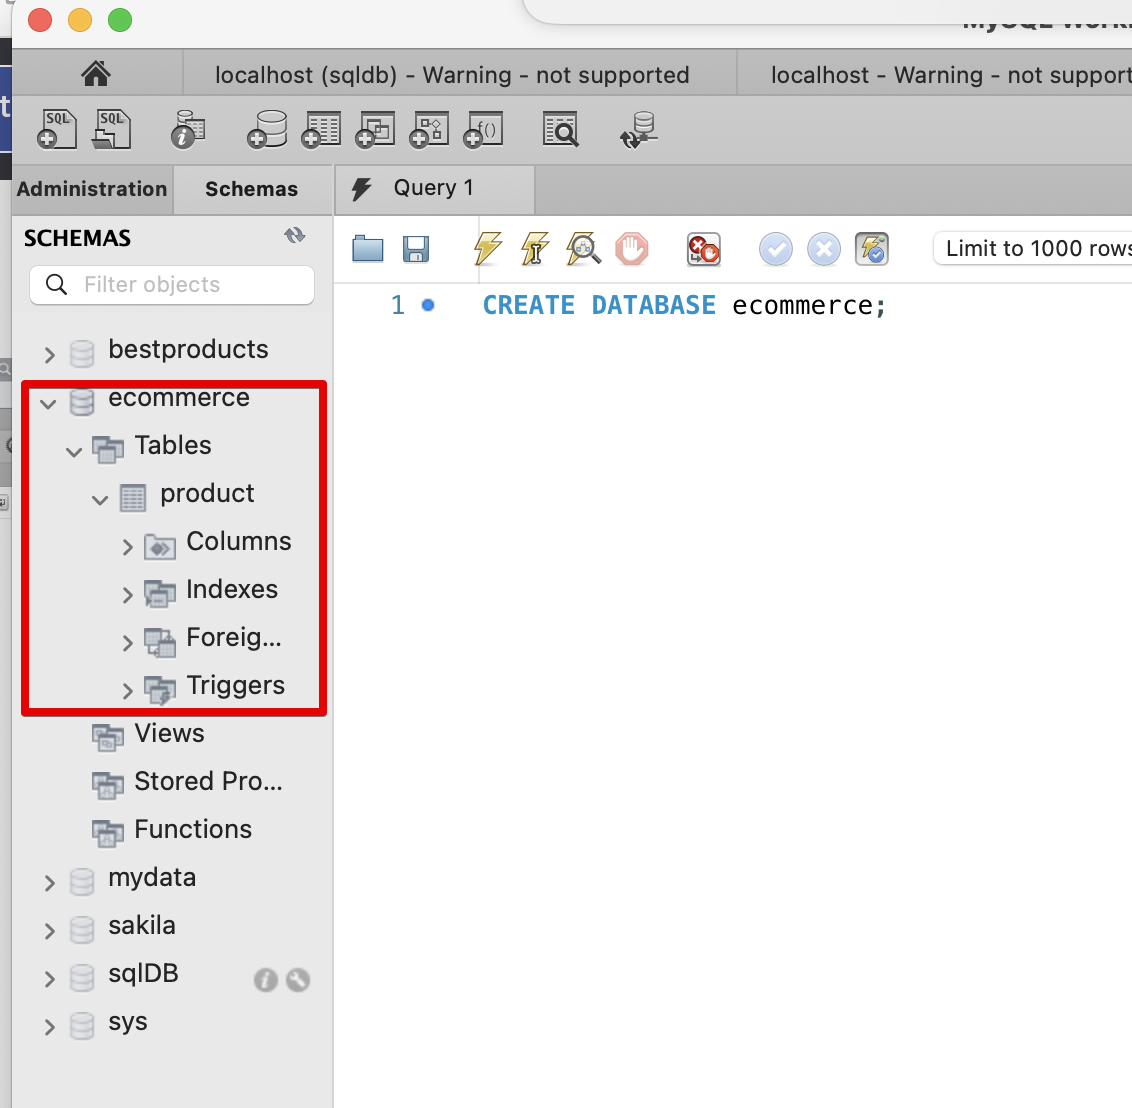 localhost (sqldb) - Warning - not supported
localhost - Warning - not support
SQL
SQL
Administration
Schemas
Query 1
SCHEMAS
Filter objects
Limit to 1000 rows
1
CREATE DATABASE ecommerce;
bestproducts
ecommerce
Tables
product
Columns
Indexes
Foreig...
Triggers
Views
Stored Pro...
Functions
mydata
sakila
sqlDB
sys